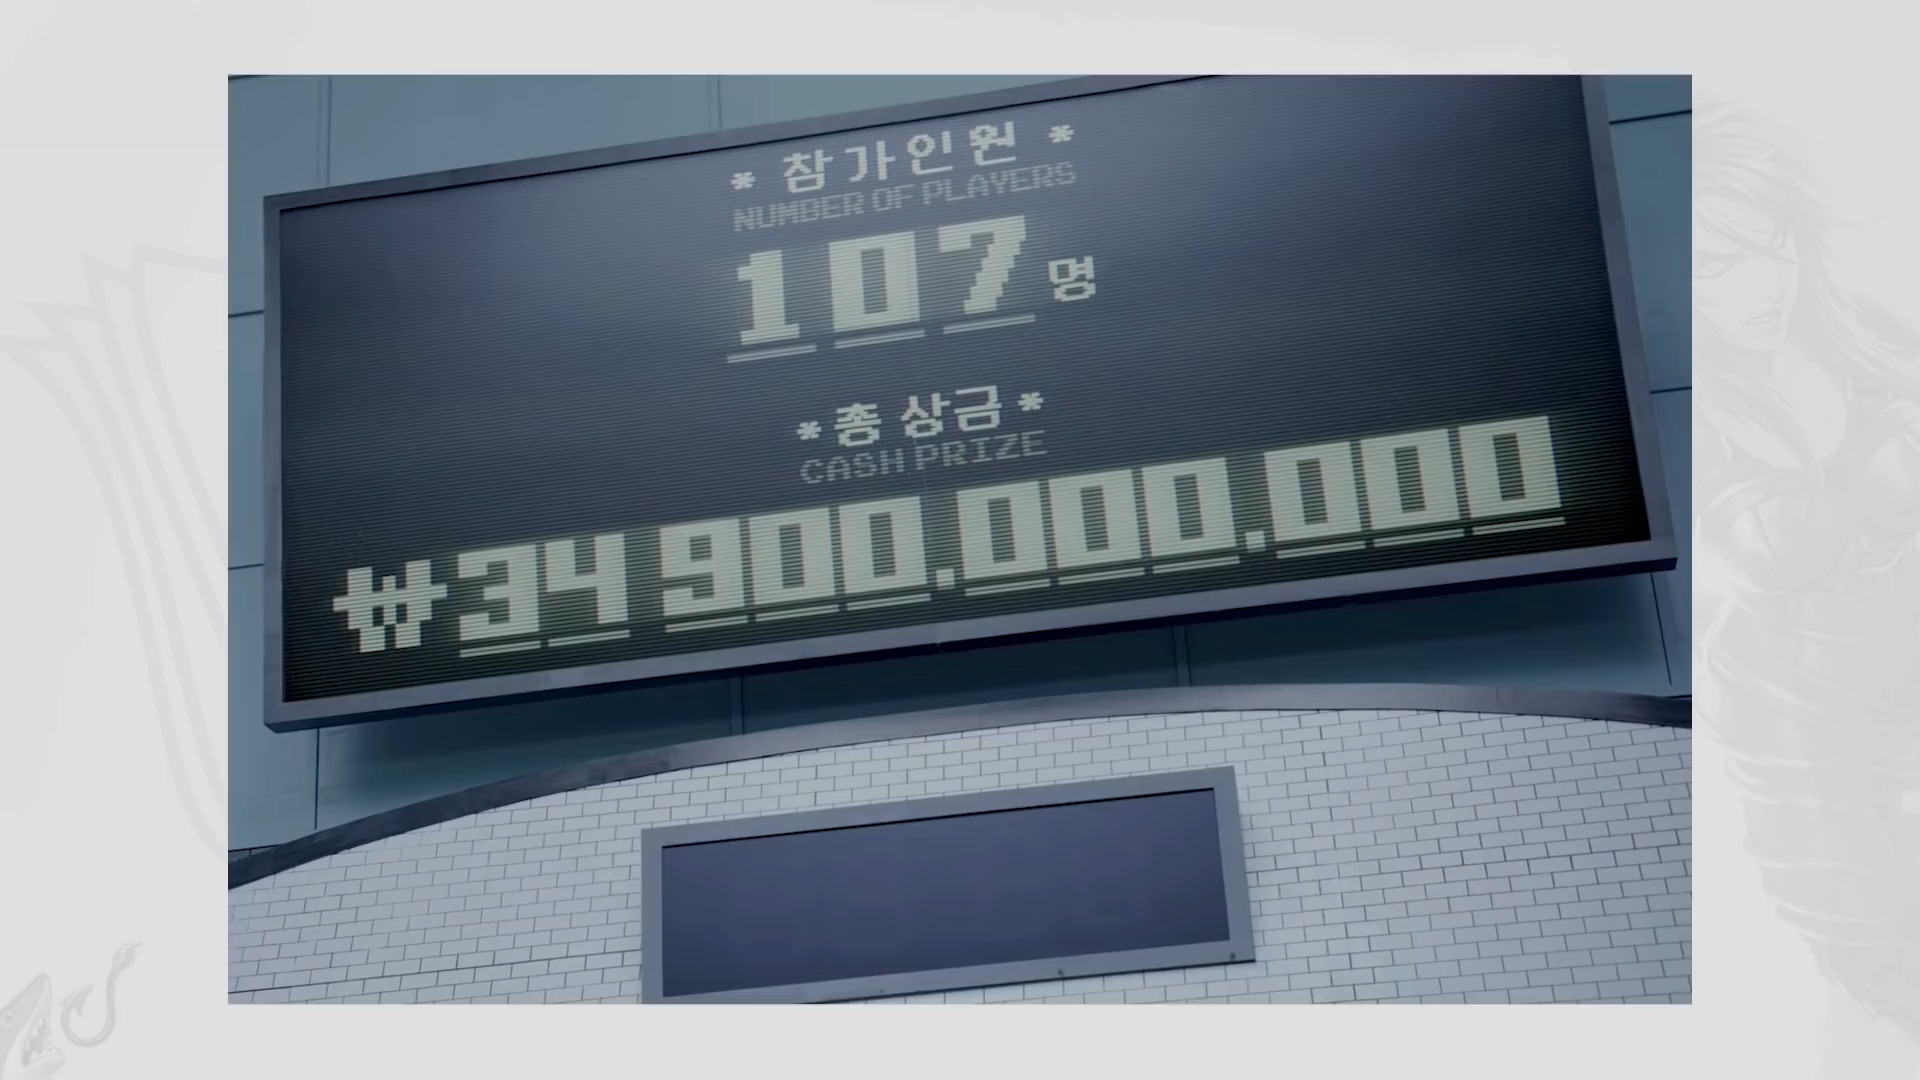 * 참가인원 *
NUMBER OF PLAYERS
107 명
* 총상금 *
CASH PRIZE
₩34 900.000.000